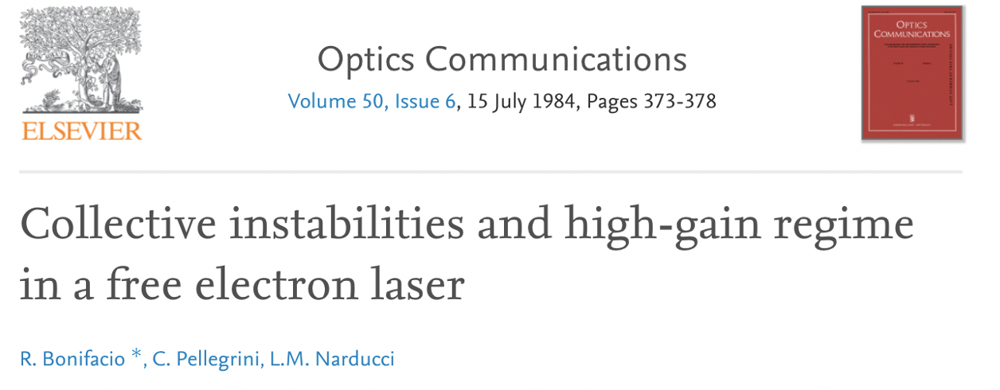 ELSEVIER
Optics Communications
Volume 50, Issue 6, 15 July 1984, Pages 373-378
OPTICS
COMMUNICATIONS
Collective instabilities and high-gain regime
in a free electron laser
R. Bonifacio *, C. Pellegrini, L.M. Narducci